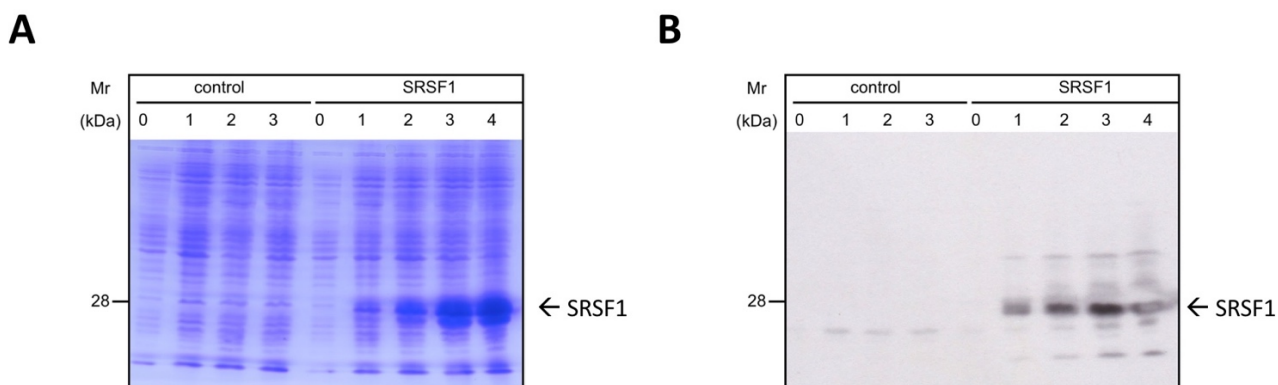 A
Mr
(kDa)
control SRSF1
0 1 2 3 0 1 2 3 4
28
← SRSF1
B
Mr
(kDa)
control SRSF1
0 1 2 3 0 1 2 3 4
28
← SRSF1